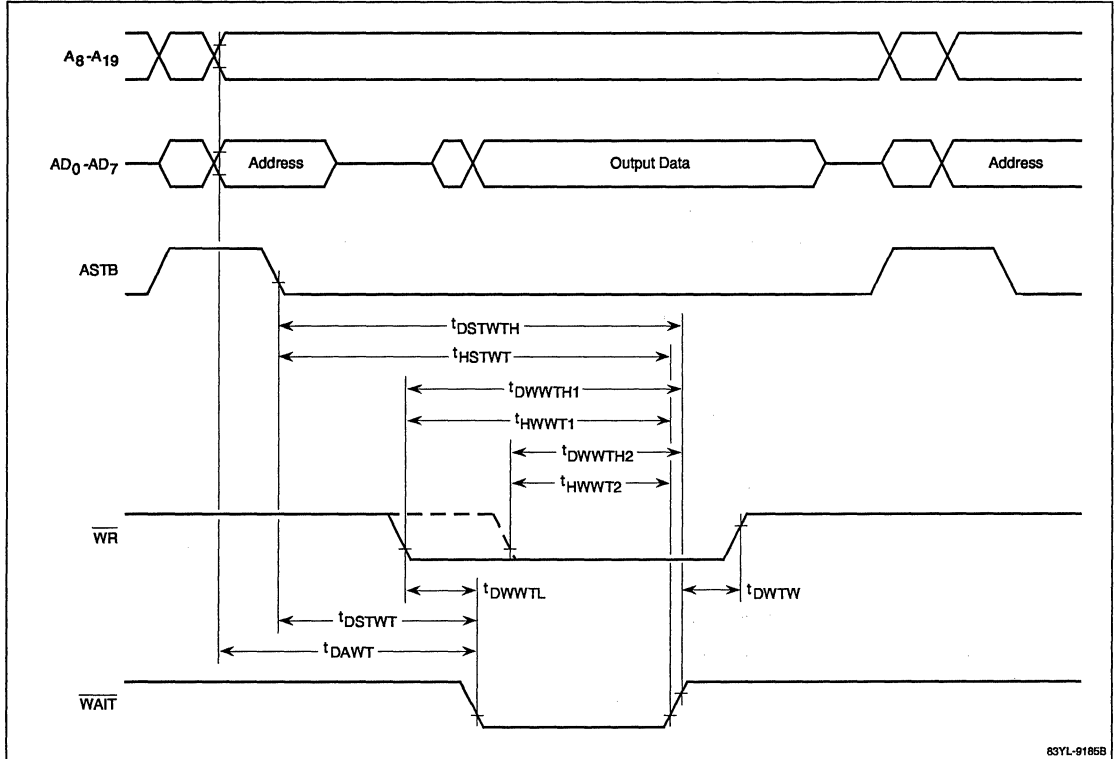 A8-A19
AD0-AD7
Address
Output Data
Address
ASTB
tDSTWTH
tHSTWT
tDWWTH1
tHWWT1
tDWWTH2
tHWWT2
WR
tDWWTL
tDWTW
tDSTWT
tDAWT
WAIT
83YL-9185B